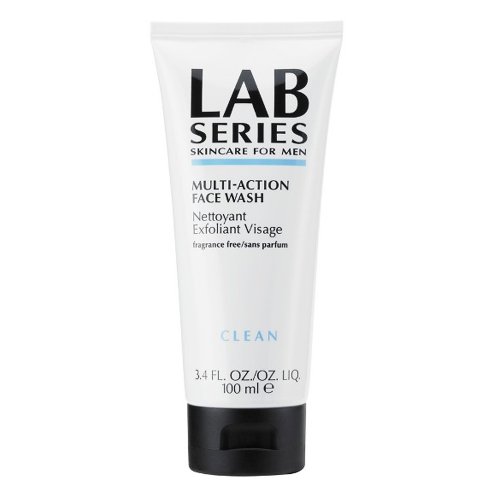 LAB
SERIES
SKINCARE FOR MEN
MULTI-ACTION
FACE WASH
Nettoyant
Exfoliant Visage
fragrance free/sans parfum
CLEAN
3.4 FL. OZ./OZ. LIQ.
100 ml ℮